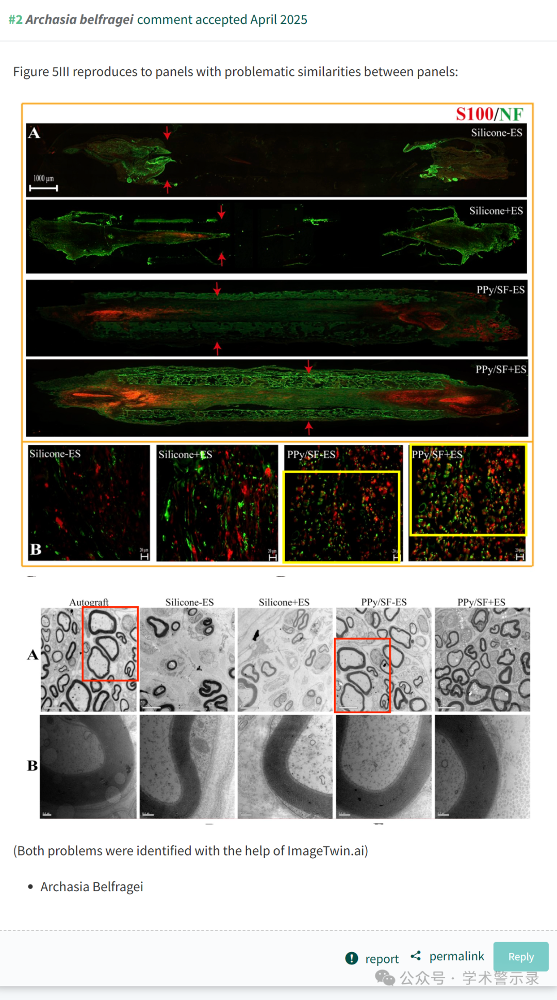 #2 Archasia belfragei comment accepted April 2025
Figure 5III reproduces to panels with problematic similarities between panels:
S100/NF
A
Silicone-ES
1000 µm
Silicone+ES
PPy/SF-ES
PPy/SF+ES
Silicone-ES Silicone+ES PPy/SF-ES PPy/SF+ES
B
20 µm 20 µm 20 µm 20 µm
Autograft Silicone-ES Silicone+ES PPy/SF-ES PPy/SF+ES
A
B
(Both problems were identified with the help of ImageTwin.ai)
• Archasia Belfragei
report permalink Reply
公众号 · 学术警示录